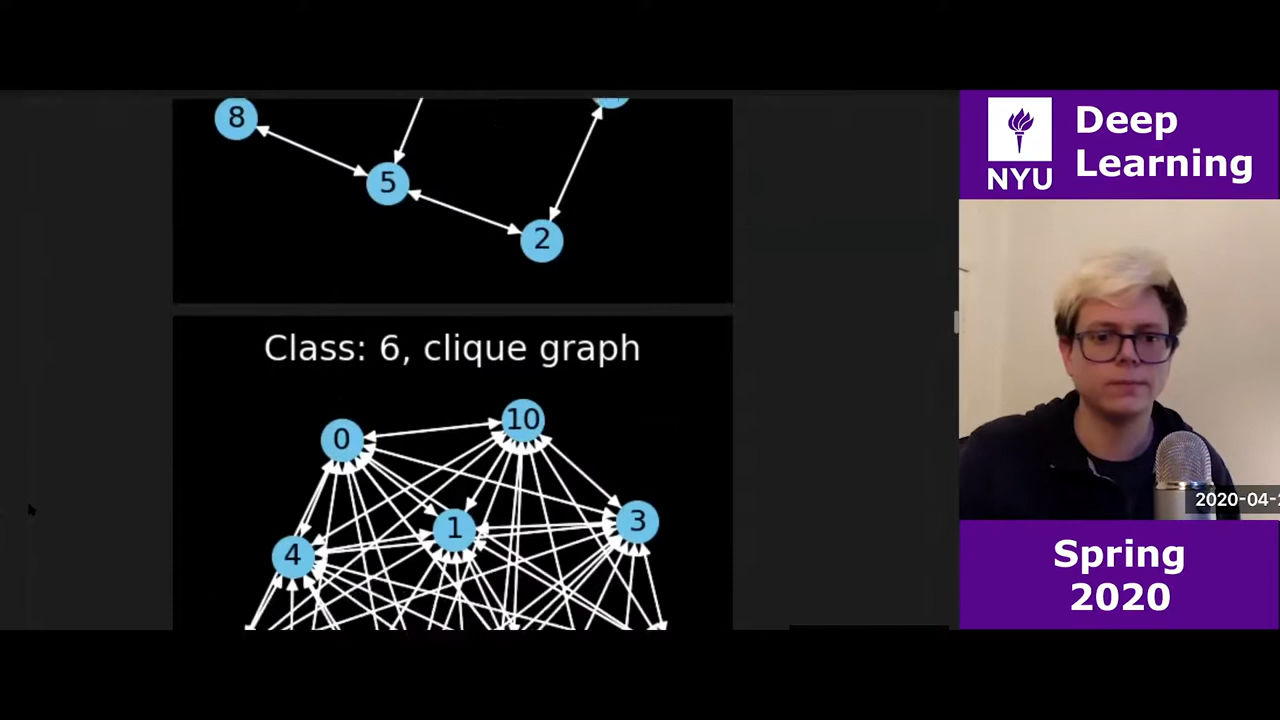 8
5
2
Class: 6, clique graph
0
10
1
3
4
NYU
Deep
Learning
2020-04-
Spring
2020